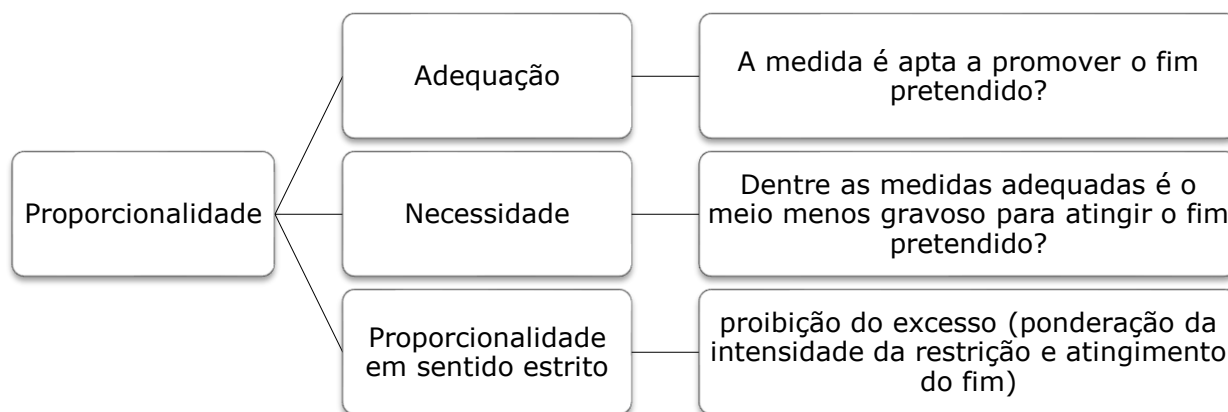 Proporcionalidade
Adequação
A medida é apta a promover o fim
pretendido?
Necessidade
Dentre as medidas adequadas é o
meio menos gravoso para atingir o fim
pretendido?
Proporcionalidade
em sentido estrito
proibição do excesso (ponderação da
intensidade da restrição e atingimento
do fim)